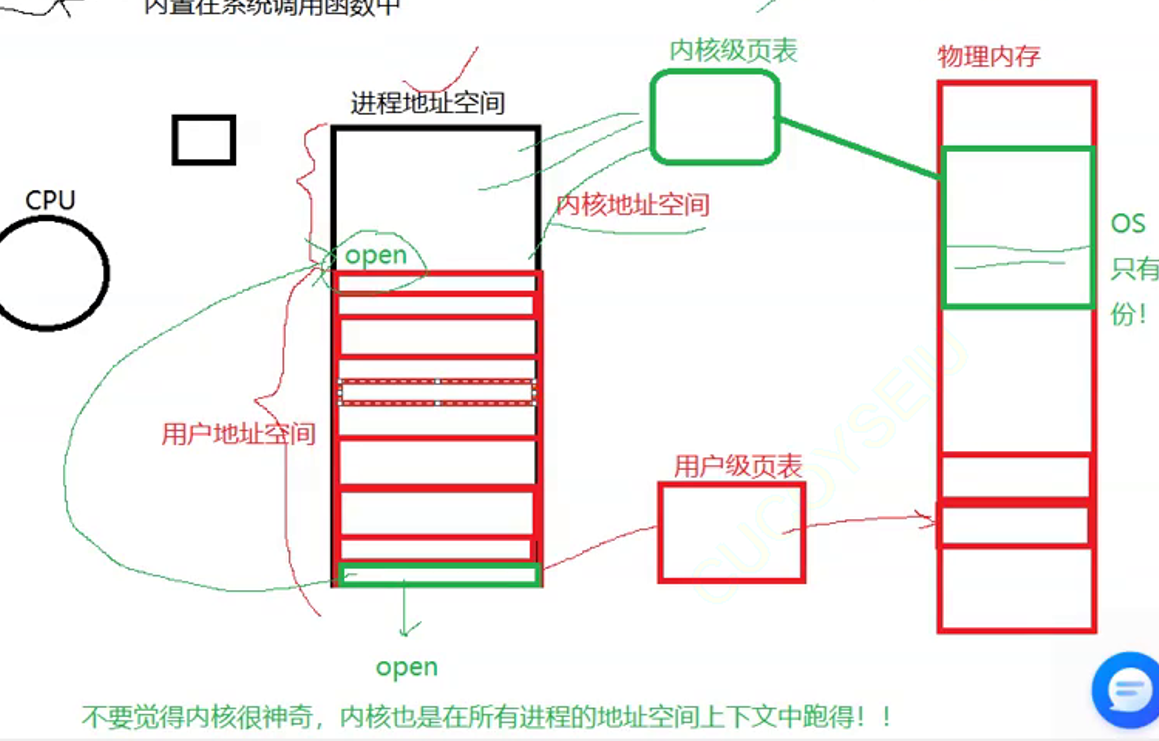 内置在系统调用函数中
内核级页表
物理内存
进程地址空间
CPU
内核地址空间
OS
只有
份！
open
用户地址空间
用户级页表
open
不要觉得内核很神奇，内核也是在所有进程的地址空间上下文中跑得！！